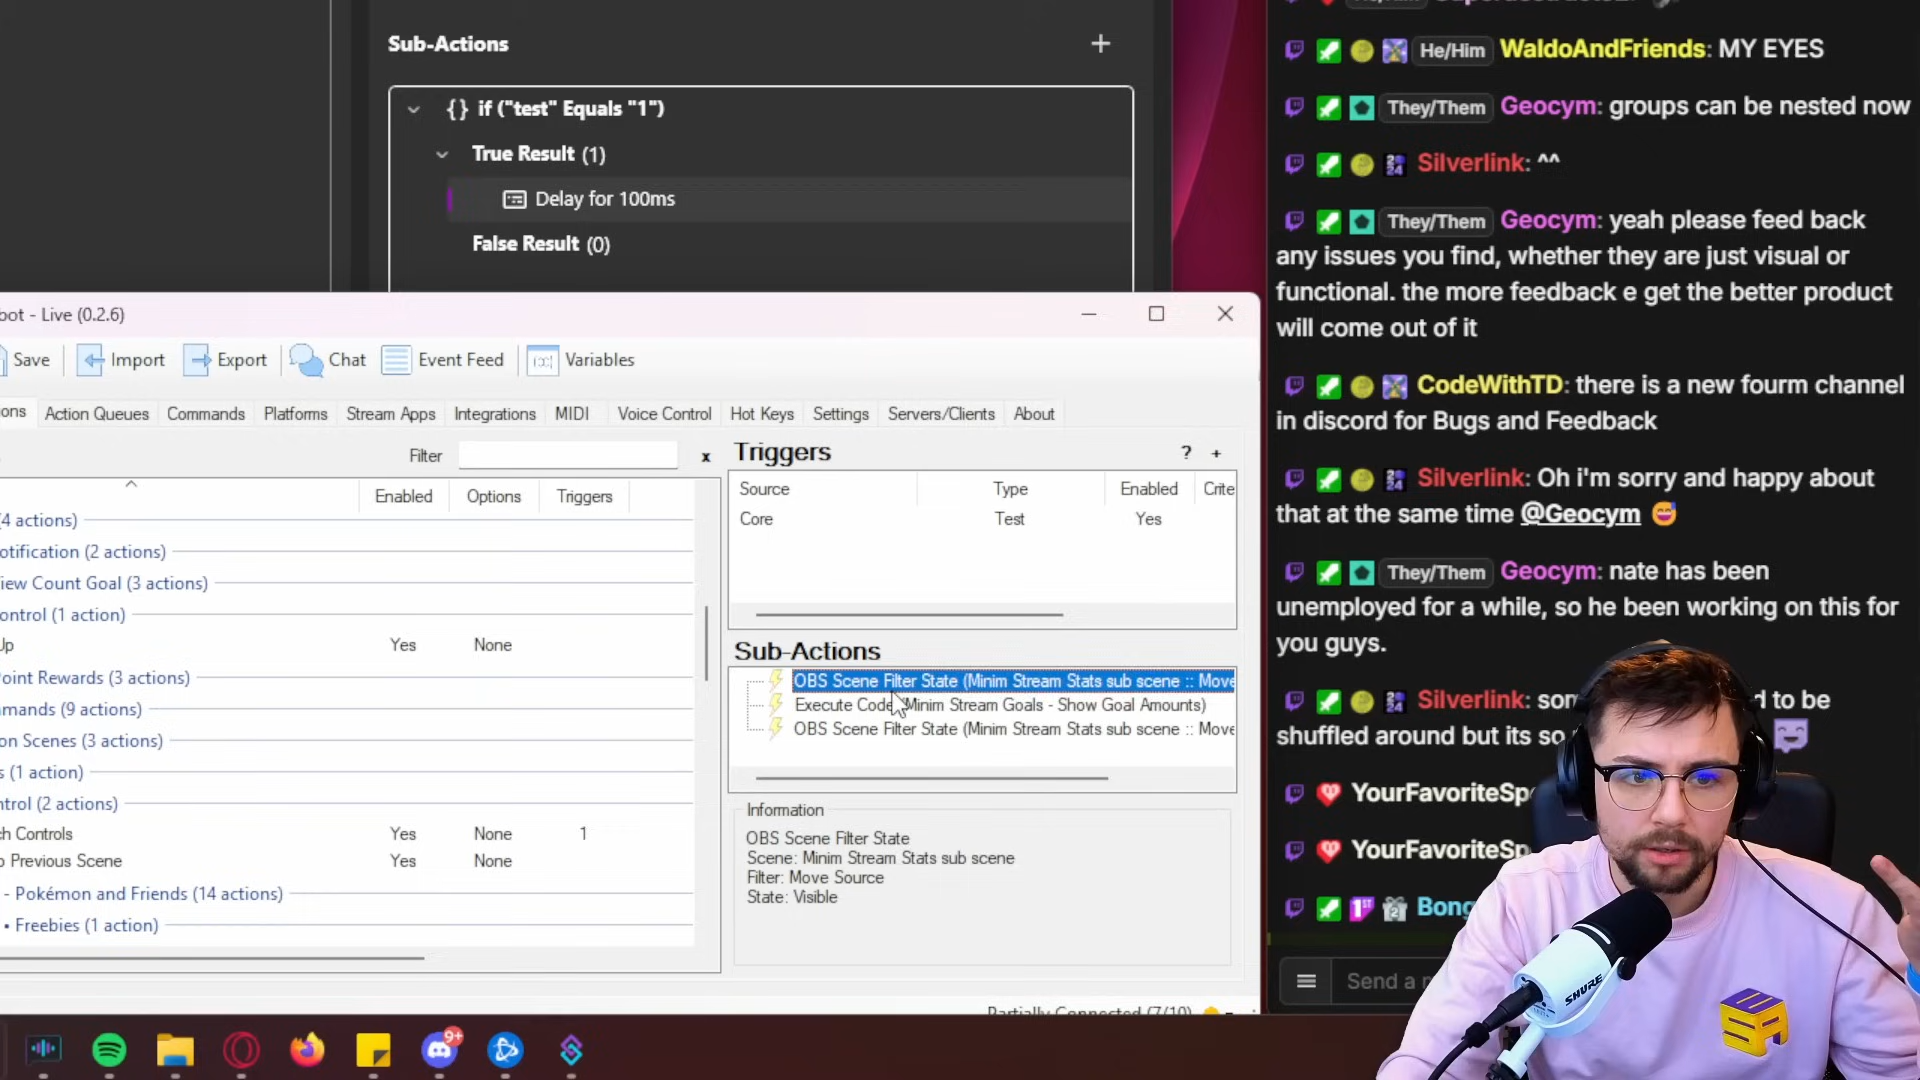 Sub-Actions
+
{} if ("test" Equals "1")
True Result (1)
Delay for 100ms
False Result (0)
bot - Live (0.2.6)
Save
Import
Export
Chat
Event Feed
Variables
Action Queues
Commands
Platforms
Stream Apps
Integrations
MIDI
Voice Control
Hot Keys
Settings
Servers/Clients
About
Filter
x
Enabled
Options
Triggers
(4 actions)
otification (2 actions)
iew Count Goal (3 actions)
ontrol (1 action)
Up
Yes
None
oint Rewards (3 actions)
mands (9 actions)
on Scenes (3 actions)
s (1 action)
ntrol (2 actions)
ch Controls
Yes
None
1
o Previous Scene
Yes
None
- Pokémon and Friends (14 actions)
• Freebies (1 action)
Triggers
? +
Source
Type
Enabled
Crite
Core
Test
Yes
Sub-Actions
OBS Scene Filter State (Minim Stream Stats sub scene :: Move
Execute Code Minim Stream Goals - Show Goal Amounts)
OBS Scene Filter State (Minim Stream Stats sub scene :: Move
Information
OBS Scene Filter State
Scene: Minim Stream Stats sub scene
Filter: Move Source
State: Visible
He/Him WaldoAndFriends: MY EYES
They/Them Geocym: groups can be nested now
Silverlink: ^^
They/Them Geocym: yeah please feed back
any issues you find, whether they are just visual or
functional. the more feedback e get the better product
will come out of it
CodeWithTD: there is a new fourm channel
in discord for Bugs and Feedback
Silverlink: Oh i'm sorry and happy about
that at the same time @Geocym
They/Them Geocym: nate has been
unemployed for a while, so he been working on this for
you guys.
Silverlink: som d to be
shuffled around but its so
YourFavoriteSp
YourFavoriteSp
Bong
Send a
9+
SHURE